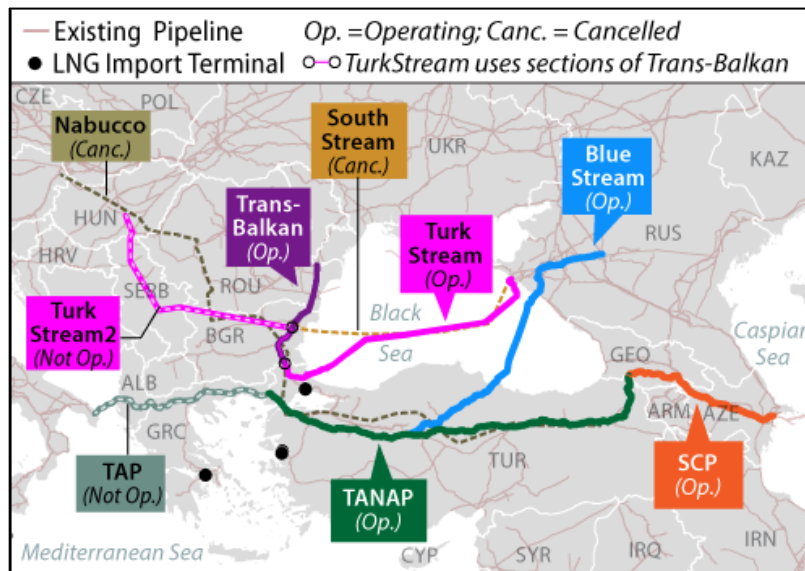 Existing Pipeline
Op. =Operating; Canc. = Cancelled
LNG Import Terminal
TurkStream uses sections of Trans-Balkan
CZE
POL
Nabucco
(Canc.)
South
Stream
(Canc.)
UKR
Blue
Stream
(Op.)
KAZ
Trans-
Balkan
(Op.)
Turk
Stream
(Op.)
HUN
RUS
HRV
SERB
ROU
Turk
Stream2
(Not Op.)
BGR
Black
Sea
Caspian
Sea
GEO
ALB
ARM
AZE
GRC
TAP
(Not Op.)
TANAP
(Op.)
TUR
SCP
(Op.)
Mediterranean Sea
CYP
SYR
IRQ
IRN